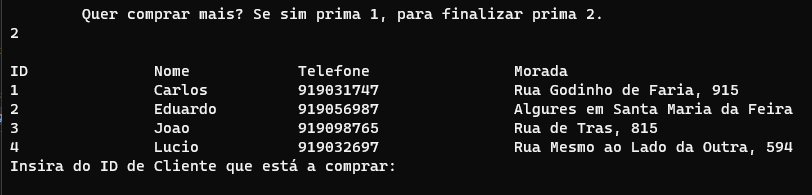 Quer comprar mais? Se sim prima 1, para finalizar prima 2.
2
ID Nome Telefone Morada
1 Carlos 919031747 Rua Godinho de Faria, 915
2 Eduardo 919056987 Algures em Santa Maria da Feira
3 Joao 919098765 Rua de Tras, 815
4 Lucio 919032697 Rua Mesmo ao Lado da Outra, 594
Insira do ID de Cliente que está a comprar: